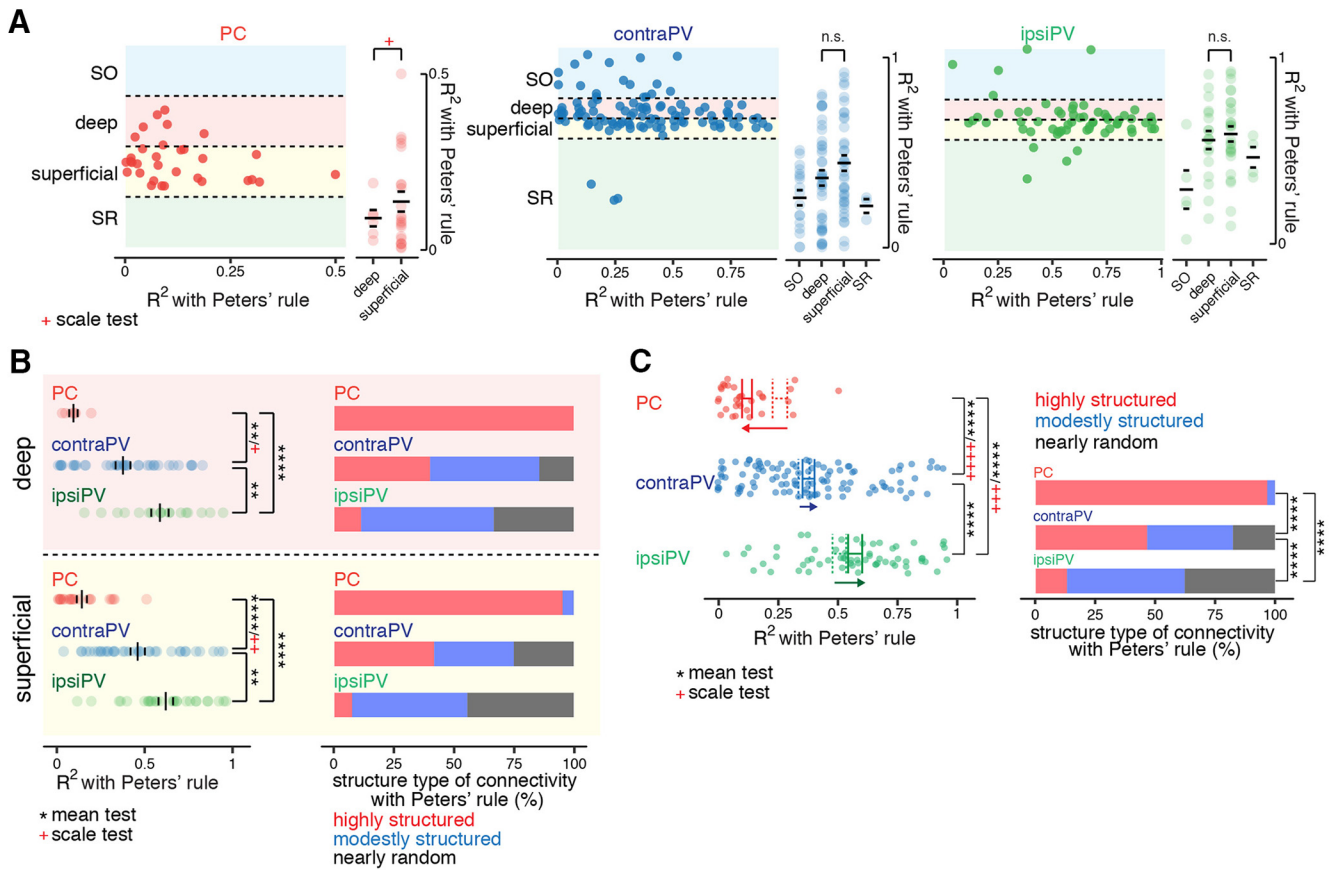 A
PC
SO
deep
superficial
SR
0
0.25
0.5
R² with Peters' rule
+ scale test
+
0.5
R² with Peters' rule
0
deep
superficial
contraPV
SO
deep
superficial
SR
0
0.25
0.5
0.75
R² with Peters' rule
n.s.
1
R² with Peters' rule
0
SO
deep
superficial
SR
ipsiPV
0
0.25
0.5
0.75
1
R² with Peters' rule
n.s.
1
R² with Peters' rule
0
SO
deep
superficial
SR
B
deep
PC
contraPV
ipsiPV
**/+
**
****
PC
contraPV
ipsiPV
superficial
PC
contraPV
ipsiPV
****/++
**
****
PC
contraPV
ipsiPV
0
0.5
1
R² with Peters' rule
* mean test
+ scale test
0
25
50
75
100
structure type of connectivity
with Peters' rule (%)
highly structured
modestly structured
nearly random
C
PC
contraPV
ipsiPV
****/++++
****
****/+++
0
0.25
0.5
0.75
1
R² with Peters' rule
* mean test
+ scale test
highly structured
modestly structured
nearly random
PC
contraPV
ipsiPV
****
****
****
0
25
50
75
100
structure type of connectivity
with Peters' rule (%)